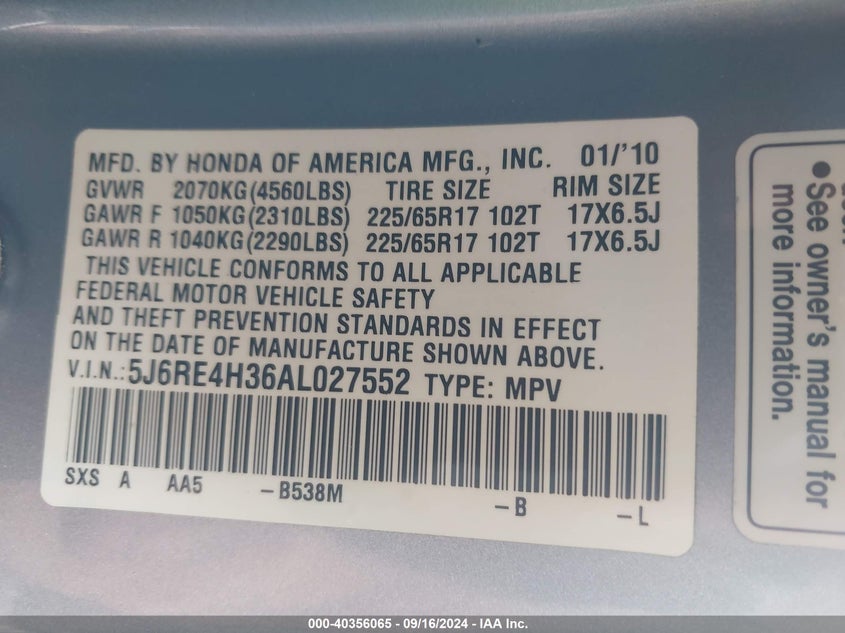 MFD. BY HONDA OF AMERICA MFG., INC. 01/'10
GVWR 2070KG(4560LBS) TIRE SIZE RIM SIZE
GAWR F 1050KG(2310LBS) 225/65R17 102T 17X6.5J
GAWR R 1040KG(2290LBS) 225/65R17 102T 17X6.5J
THIS VEHICLE CONFORMS TO ALL APPLICABLE
FEDERAL MOTOR VEHICLE SAFETY
AND THEFT PREVENTION STANDARDS IN EFFECT
ON THE DATE OF MANUFACTURE SHOWN ABOVE.
V.I.N.: 5J6RE4H36AL027552 TYPE: MPV
SXS A AA5 -B538M -B -L
• See owner's manual for
more information.
000-40356065 - 09/16/2024 - IAA Inc.